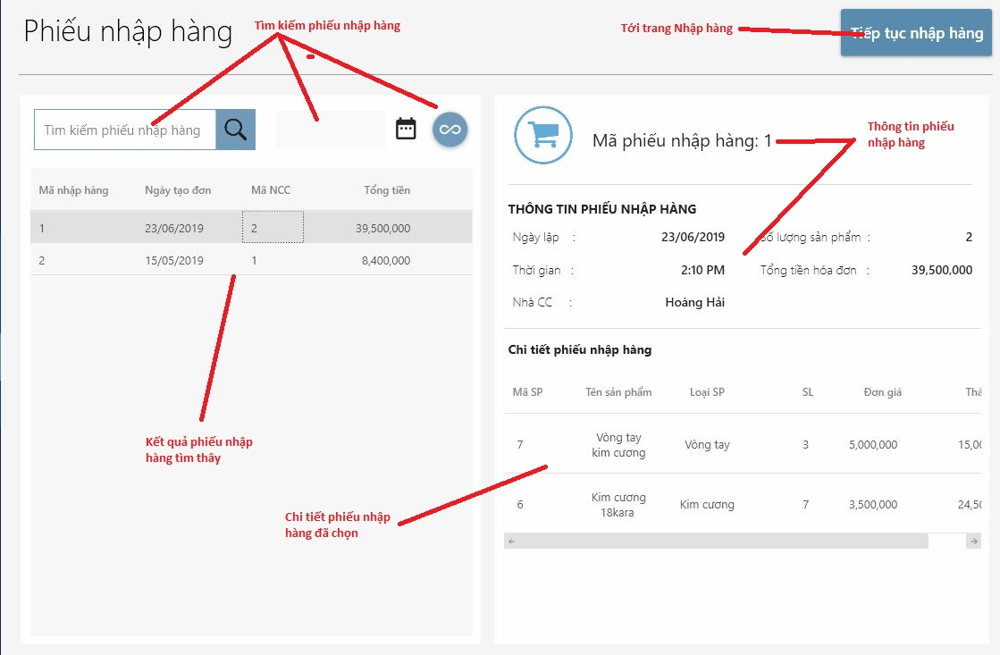 Phiếu nhập hàng
Tìm kiếm phiếu nhập hàng
Tới trang Nhập hàng
Tiếp tục nhập hàng
Tìm kiếm phiếu nhập hàng
Mã nhập hàng Ngày tạo đơn Mã NCC Tổng tiền
1 23/06/2019 2 39,500,000
2 15/05/2019 1 8,400,000
Kết quả phiếu nhập
hàng tìm thấy
Chi tiết phiếu nhập
hàng đã chọn
Mã phiếu nhập hàng: 1
Thông tin phiếu
nhập hàng
THÔNG TIN PHIẾU NHẬP HÀNG
Ngày lập : 23/06/2019 Số lượng sản phẩm : 2
Thời gian : 2:10 PM Tổng tiền hóa đơn : 39,500,000
Nhà CC : Hoàng Hải
Chi tiết phiếu nhập hàng
Mã SP Tên sản phẩm Loại SP SL Đơn giá Thà
7 Vòng tay kim cương Vòng tay 3 5,000,000 15,00
6 Kim cương 18kara Kim cương 7 3,500,000 24,50